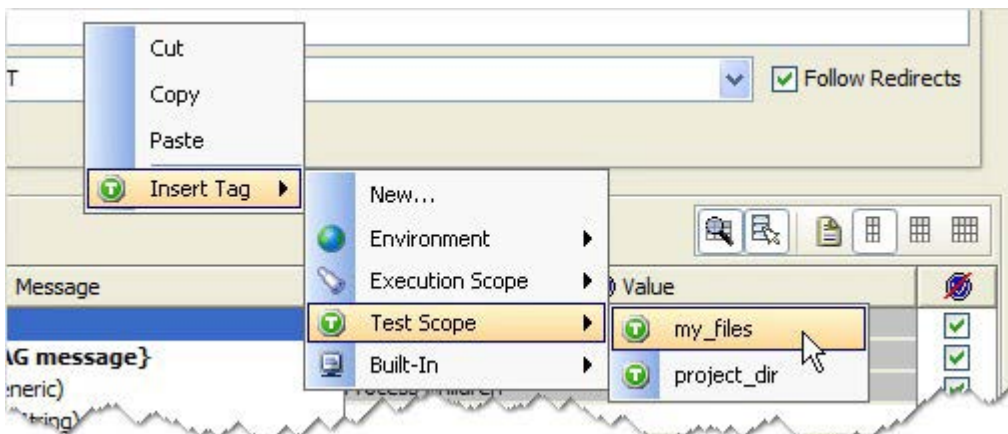 Cut
T
Follow Redirects
Copy
Paste
Insert Tag
New...
Environment
Message
Execution Scope
Value
Test Scope
my_files
AG message}
Built-In
project_dir
neric)